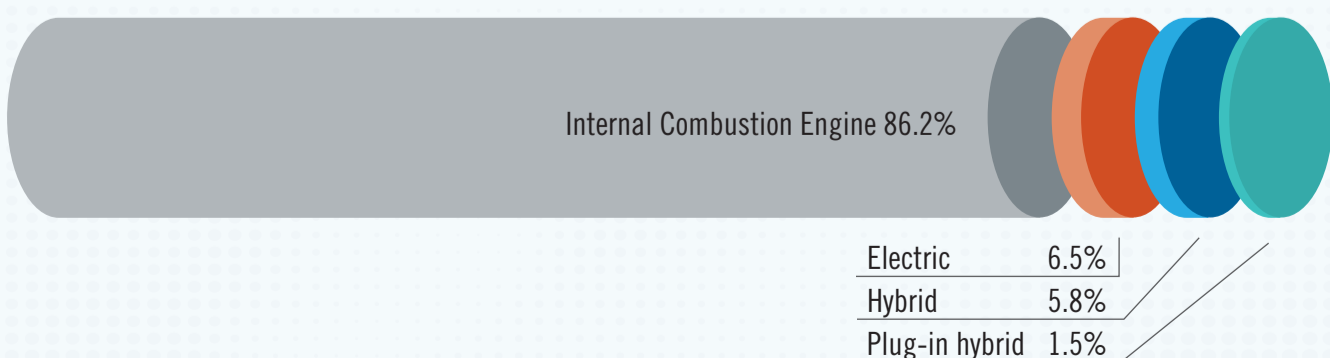 Internal Combustion Engine 86.2%
Electric 6.5%
Hybrid 5.8%
Plug-in hybrid 1.5%